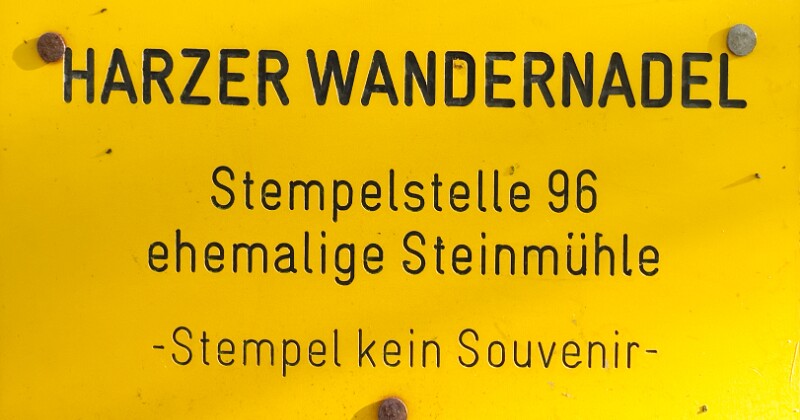 HARZER WANDERNADEL
Stempelstelle 96
ehemalige Steinmühle
-Stempel kein Souvenir-